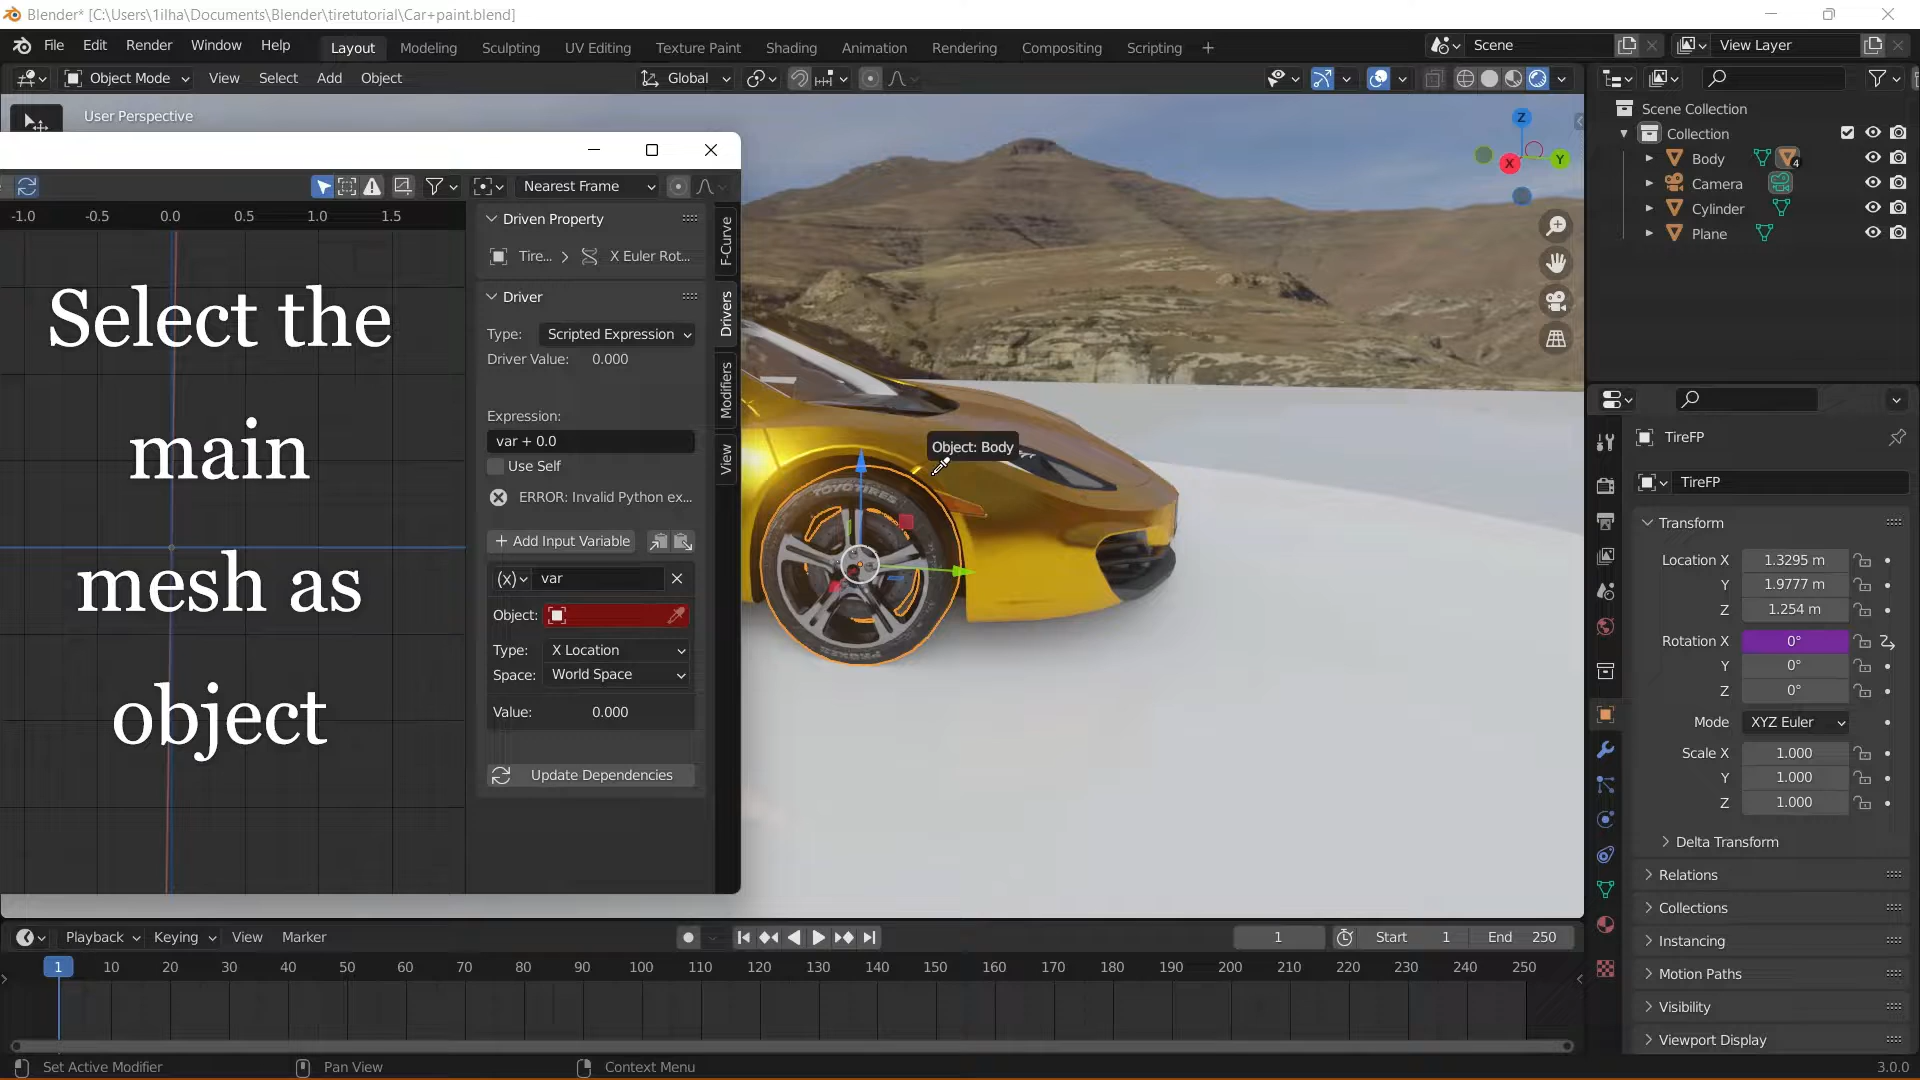 Blender* [C:\Users\1ilha\Documents\Blender\tiretutorial\Car+paint.blend]
File Edit Render Window Help Layout Modeling Sculpting UV Editing Texture Paint Shading Animation Rendering Compositing Scripting + Scene View Layer
Object Mode View Select Add Object Global
User Perspective
Scene Collection
Collection
Body 4
Camera
Cylinder
Plane
Z
X Y
Nearest Frame
-1.0 -0.5 0.0 0.5 1.0 1.5
Driven Property
Tire... X Euler Rot...
Driver
Type: Scripted Expression
Driver Value: 0.000
Expression:
var + 0.0
Use Self
ERROR: Invalid Python ex...
+ Add Input Variable
(x) var
Object:
Type: X Location
Space: World Space
Value: 0.000
Update Dependencies
F-Curve
Drivers
Modifiers
View
Select the
main
mesh as
object
Object: Body
TOYO TIRES
PROXES
TireFP
TireFP
Transform
Location X 1.3295 m
Y 1.9777 m
Z 1.254 m
Rotation X 0°
Y 0°
Z 0°
Mode XYZ Euler
Scale X 1.000
Y 1.000
Z 1.000
Delta Transform
Relations
Collections
Instancing
Motion Paths
Visibility
Viewport Display
Playback Keying View Marker 1 Start 1 End 250
1 10 20 30 40 50 60 70 80 90 100 110 120 130 140 150 160 170 180 190 200 210 220 230 240 250
Set Active Modifier Pan View Context Menu 3.0.0